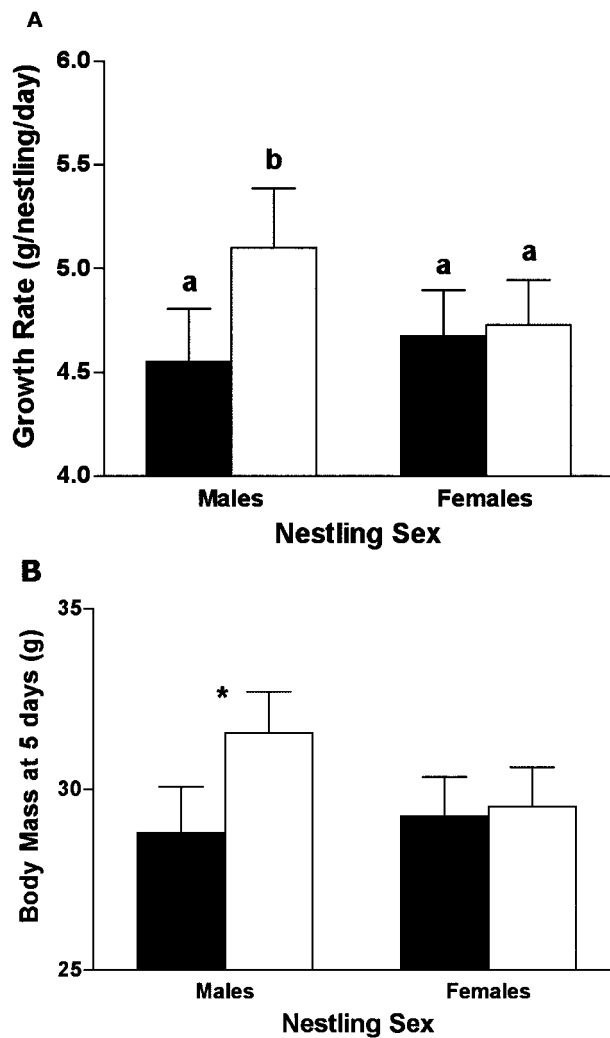 A
Growth Rate (g/nestling/day)
6.0
5.5
5.0
4.5
4.0
a
b
a
a
Males
Females
Nestling Sex
B
Body Mass at 5 days (g)
35
30
25
*
Males
Females
Nestling Sex